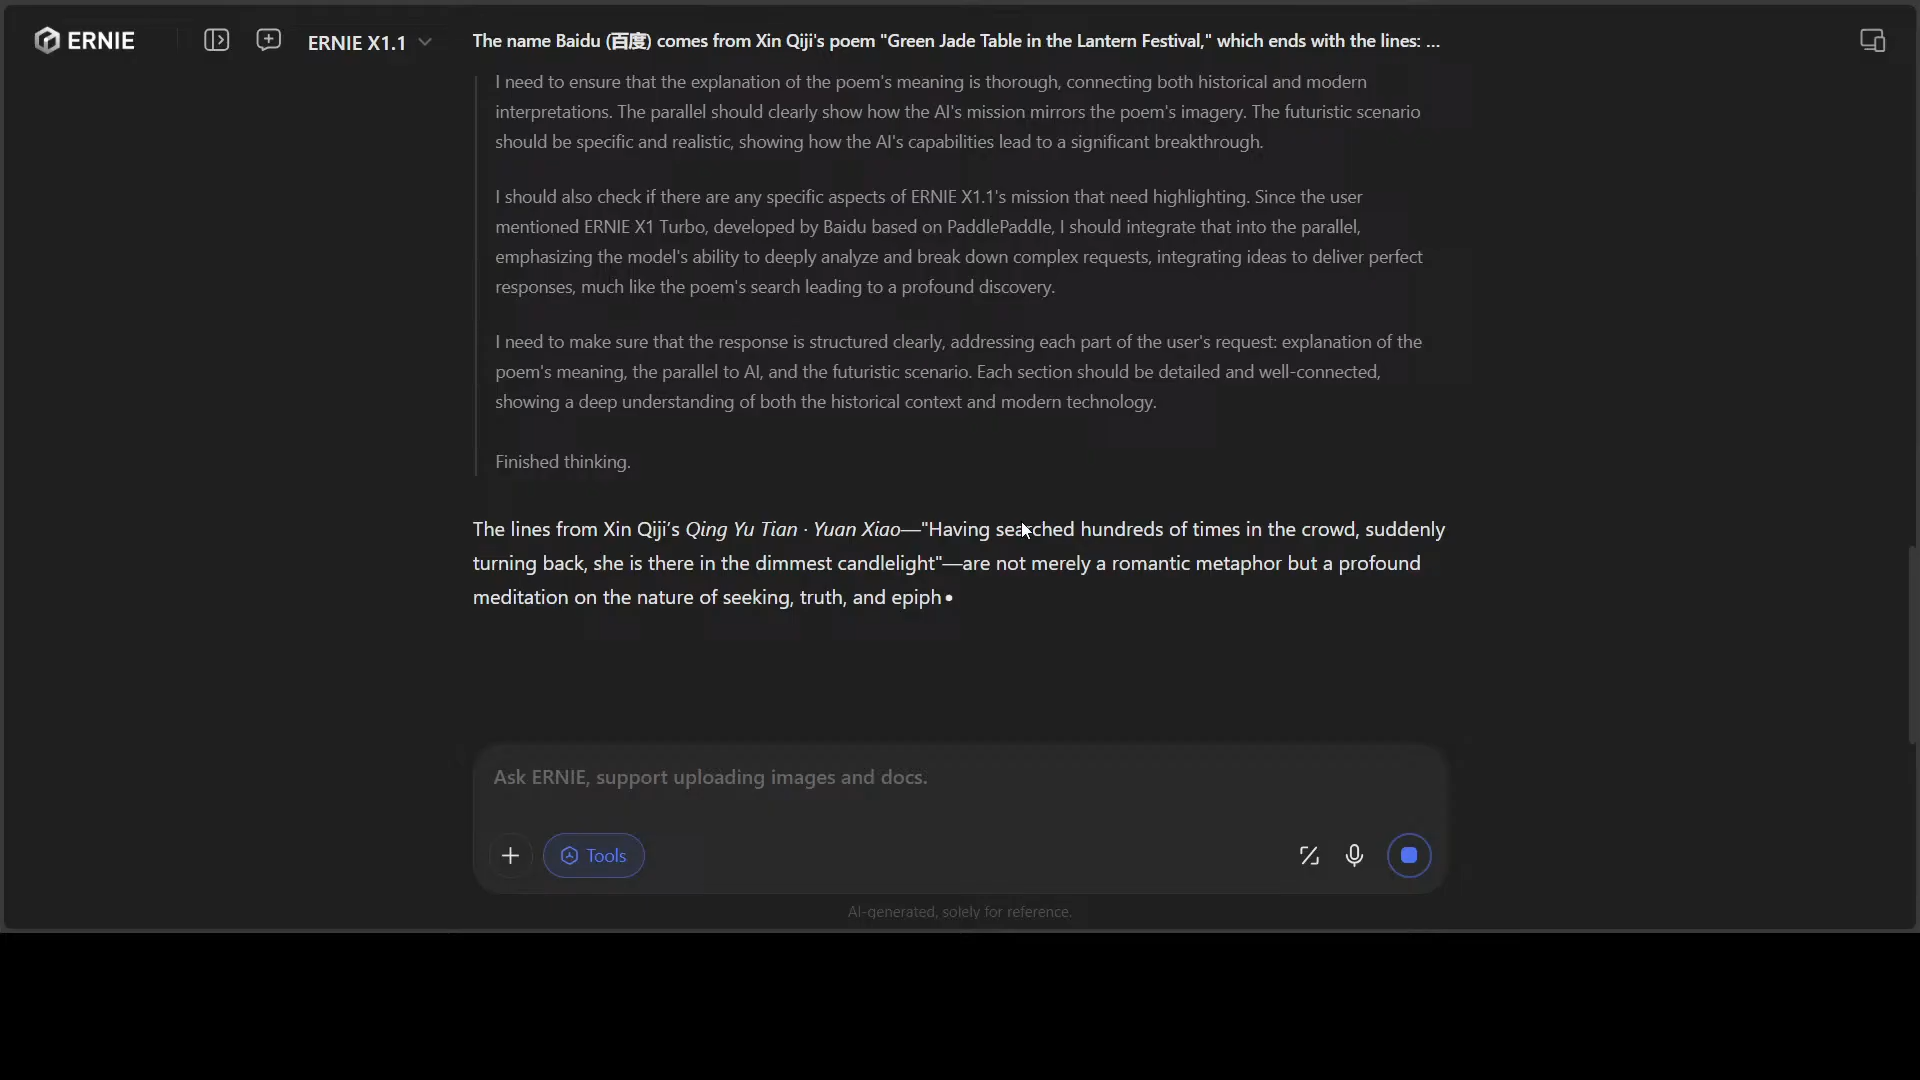 ERNIE
ERNIE X1.1
The name Baidu (百度) comes from Xin Qiji's poem "Green Jade Table in the Lantern Festival," which ends with the lines: ...
I need to ensure that the explanation of the poem's meaning is thorough, connecting both historical and modern
interpretations. The parallel should clearly show how the AI's mission mirrors the poem's imagery. The futuristic scenario
should be specific and realistic, showing how the AI's capabilities lead to a significant breakthrough.
I should also check if there are any specific aspects of ERNIE X1.1's mission that need highlighting. Since the user
mentioned ERNIE X1 Turbo, developed by Baidu based on PaddlePaddle, I should integrate that into the parallel,
emphasizing the model's ability to deeply analyze and break down complex requests, integrating ideas to deliver perfect
responses, much like the poem's search leading to a profound discovery.
I need to make sure that the response is structured clearly, addressing each part of the user's request: explanation of the
poem's meaning, the parallel to AI, and the futuristic scenario. Each section should be detailed and well-connected,
showing a deep understanding of both the historical context and modern technology.
Finished thinking.
The lines from Xin Qiji's Qing Yu Tian · Yuan Xiao—"Having searched hundreds of times in the crowd, suddenly
turning back, she is there in the dimmest candlelight"—are not merely a romantic metaphor but a profound
meditation on the nature of seeking, truth, and epiph
Ask ERNIE, support uploading images and docs.
Tools
AI-generated, solely for reference.